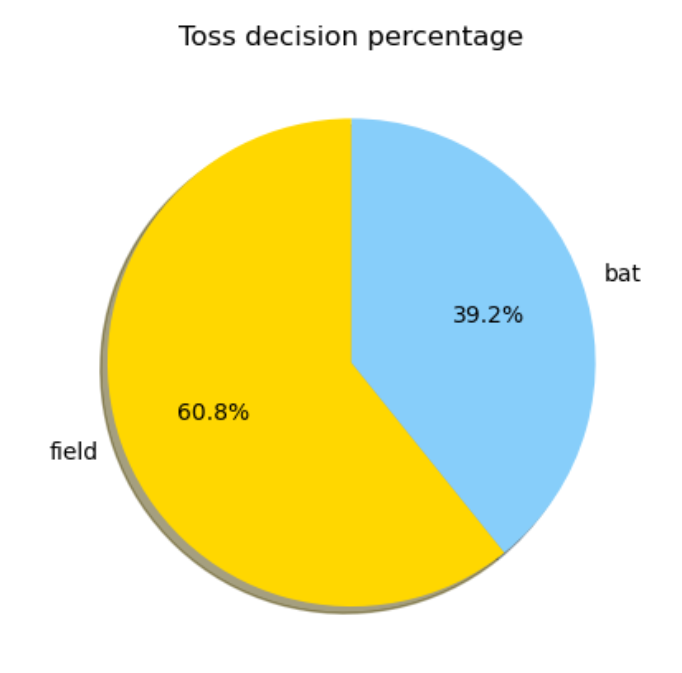 Toss decision percentage
bat
39.2%
60.8%
field